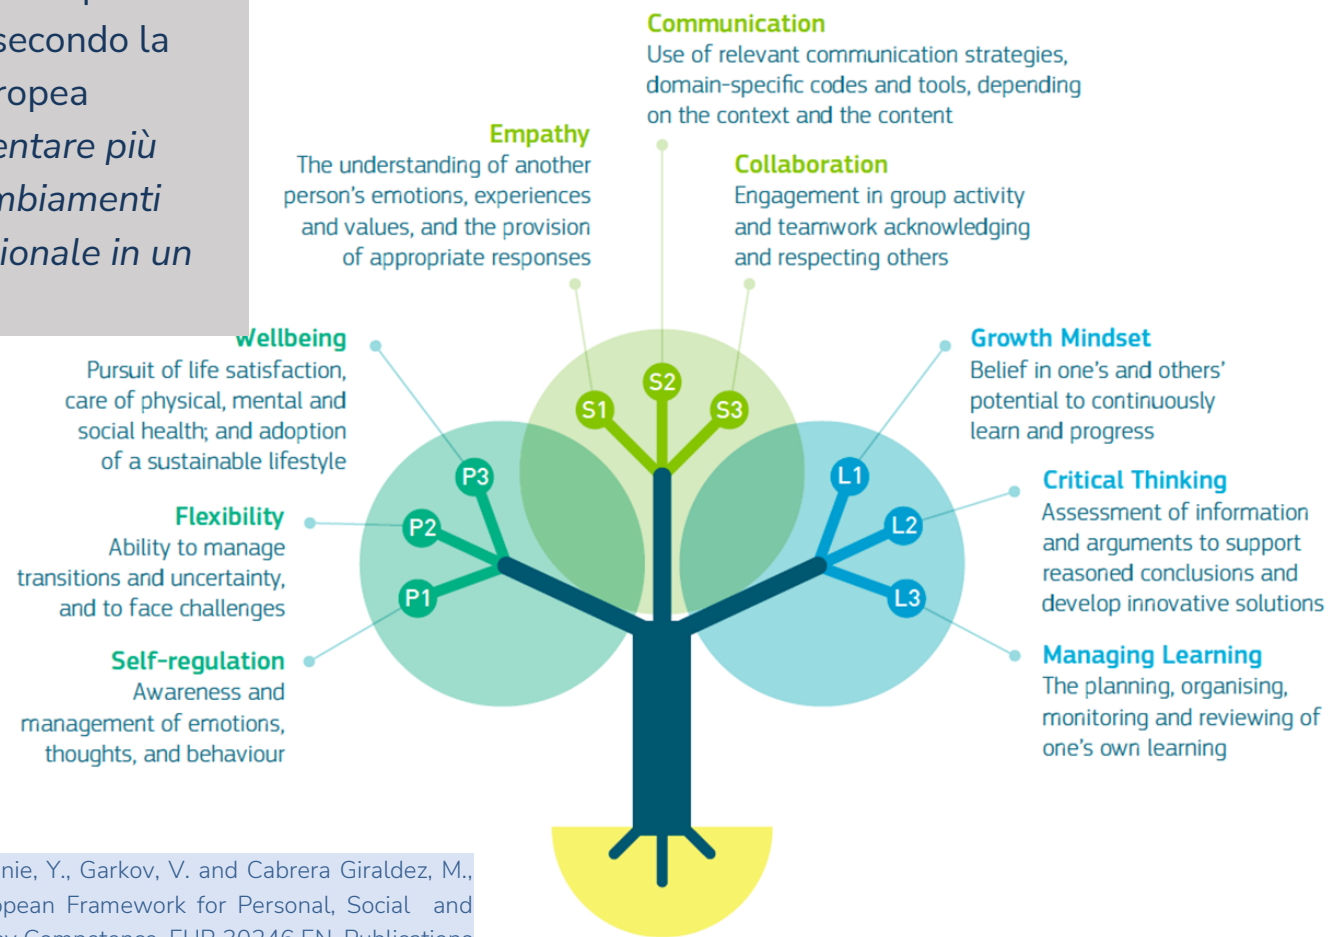 secondo la
ropea
entare più
mbiamenti
ionale in un
Communication
Use of relevant communication strategies,
domain-specific codes and tools, depending
on the context and the content
Empathy
The understanding of another
person's emotions, experiences
and values, and the provision
of appropriate responses
Collaboration
Engagement in group activity
and teamwork acknowledging
and respecting others
Wellbeing
Pursuit of life satisfaction,
care of physical, mental and
social health; and adoption
of a sustainable lifestyle
Flexibility
Ability to manage
transitions and uncertainty,
and to face challenges
Self-regulation
Awareness and
management of emotions,
thoughts, and behaviour
Growth Mindset
Belief in one's and others'
potential to continuously
learn and progress
Critical Thinking
Assessment of information
and arguments to support
reasoned conclusions and
develop innovative solutions
Managing Learning
The planning, organising,
monitoring and reviewing of
one's own learning
S1
S2
S3
P3
P2
P1
L1
L2
L3
nie, Y., Garkov, V. and Cabrera Giraldez, M.,
opean Framework for Personal, Social and
Competence, EUR 30246 EN, Publications